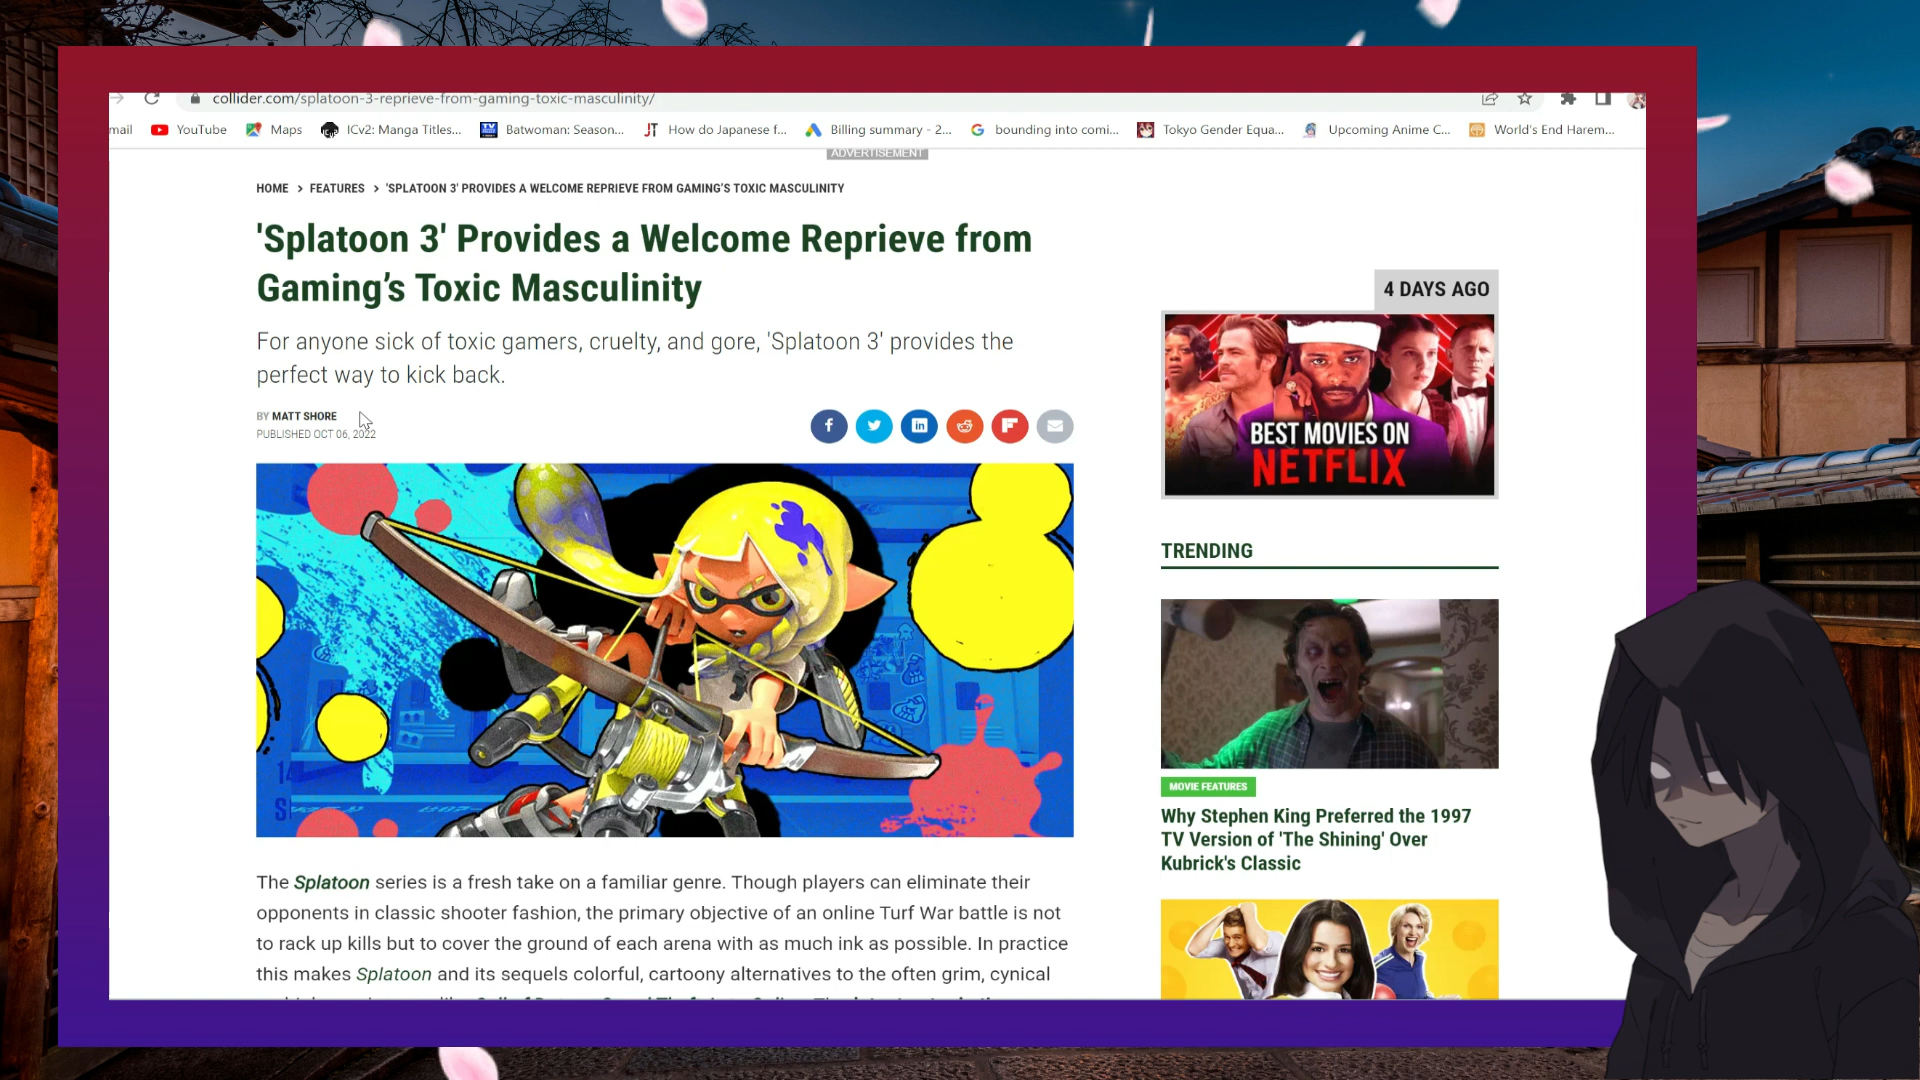 collider.com/splatoon-3-reprieve-from-gaming-toxic-masculinity/
mail YouTube Maps ICv2: Manga Titles... Batwoman: Season... How do Japanese f... Billing summary - 2... bounding into comi... Tokyo Gender Equa... Upcoming Anime C... World's End Harem...
ADVERTISEMENT
HOME > FEATURES > 'SPLATOON 3' PROVIDES A WELCOME REPRIEVE FROM GAMING'S TOXIC MASCULINITY
'Splatoon 3' Provides a Welcome Reprieve from
Gaming's Toxic Masculinity
For anyone sick of toxic gamers, cruelty, and gore, 'Splatoon 3' provides the
perfect way to kick back.
BY MATT SHORE
PUBLISHED OCT 06, 2022
The Splatoon series is a fresh take on a familiar genre. Though players can eliminate their
opponents in classic shooter fashion, the primary objective of an online Turf War battle is not
to rack up kills but to cover the ground of each arena with as much ink as possible. In practice
this makes Splatoon and its sequels colorful, cartoony alternatives to the often grim, cynical
4 DAYS AGO
BEST MOVIES ON
NETFLIX
TRENDING
MOVIE FEATURES
Why Stephen King Preferred the 1997
TV Version of 'The Shining' Over
Kubrick's Classic